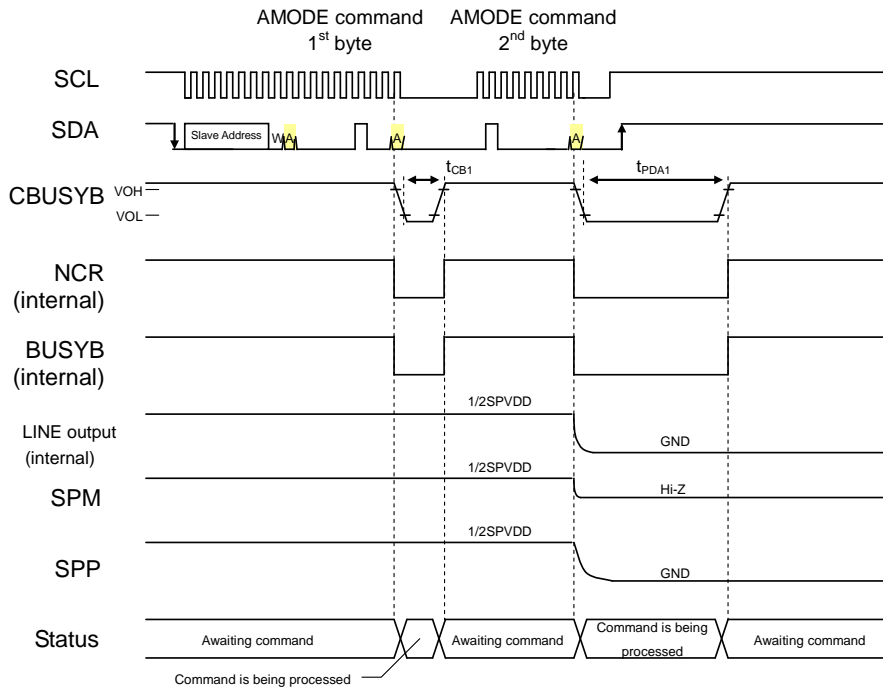 AMODE command
1st byte
AMODE command
2nd byte
SCL
SDA
Slave Address
W
A
A
A
tCB1
tPDA1
CBUSYB
VOH
VOL
NCR
(internal)
BUSYB
(internal)
1/2SPVDD
LINE output
(internal)
GND
1/2SPVDD
SPM
Hi-Z
1/2SPVDD
SPP
GND
Status
Awaiting command
Awaiting command
Command is being
processed
Awaiting command
Command is being processed